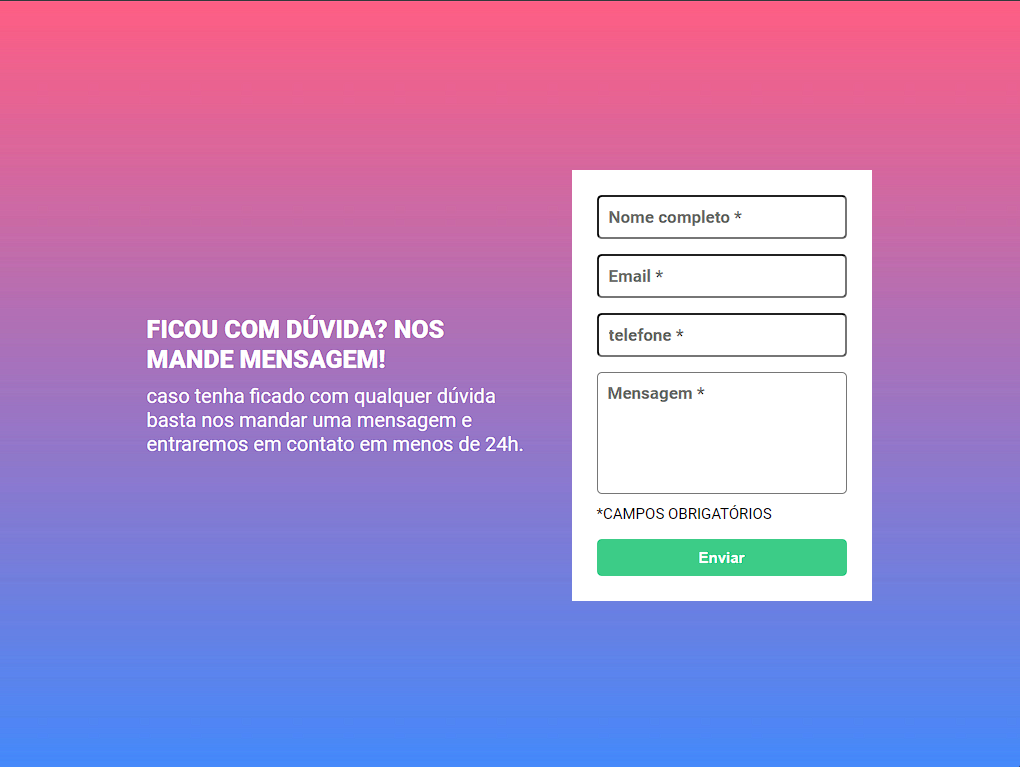 FICOU COM DÚVIDA? NOS
MANDE MENSAGEM!
caso tenha ficado com qualquer dúvida
basta nos mandar uma mensagem e
entraremos em contato em menos de 24h.
Nome completo *
Email *
telefone *
Mensagem *
*CAMPOS OBRIGATÓRIOS
Enviar